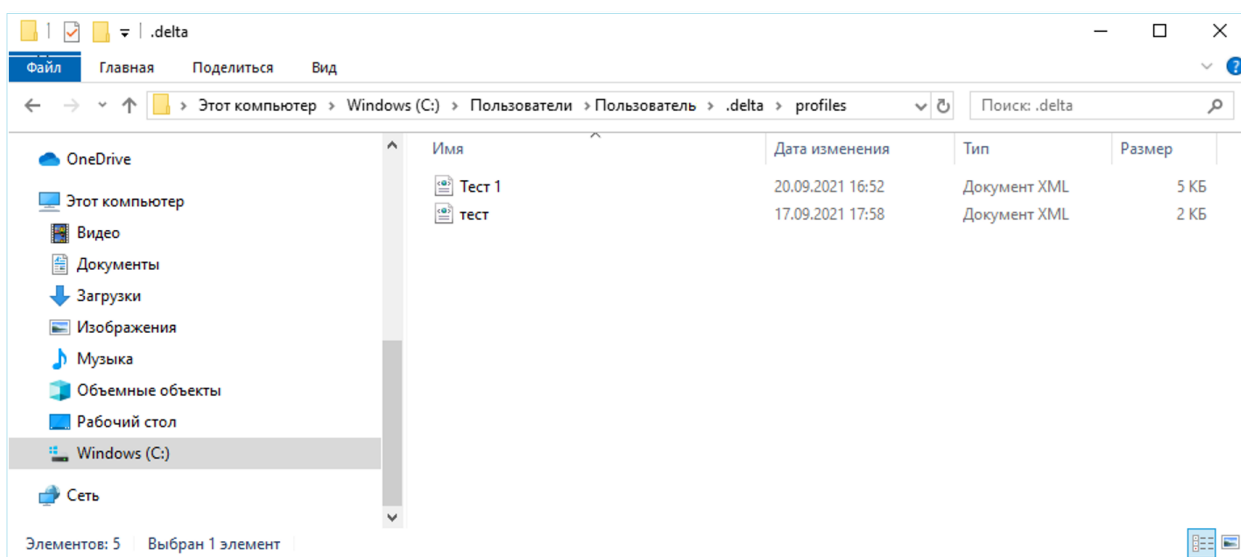 .delta
Файл Главная Поделиться Вид
Этот компьютер Windows (C:) Пользователи Пользователь .delta profiles Поиск: .delta
Имя Дата изменения Тип Размер
OneDrive
Этот компьютер
Видео
Документы
Загрузки
Изображения
Музыка
Объемные объекты
Рабочий стол
Windows (C:)
Сеть
Тест 1 20.09.2021 16:52 Документ XML 5 КБ
тест 17.09.2021 17:58 Документ XML 2 КБ
Элементов: 5 Выбран 1 элемент